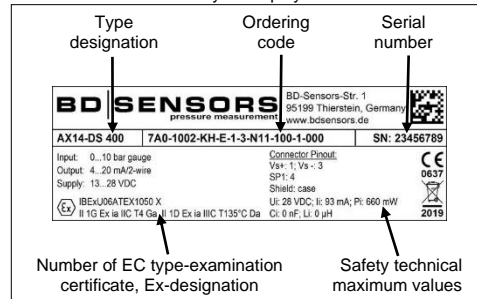 Type designation
Ordering code
Serial number
BD SENSORS
pressure measurement
BD-Sensors-Str. 1
95199 Thierstein, Germany
www.bdsensors.de
AX14-DS 400 7A0-1002-KH-E-1-3-N11-100-1-000 SN: 23456789
Input: 0...10 bar gauge
Output: 4...20 mA/2-wire
Supply: 13...28 VDC
IBExU06ATEX1050 X
II 1G Ex ia IIC T4 Ga, II 1D Ex ia IIIC T135°C Da
Connector Pinout:
Vs+: 1; Vs -: 3
SP1: 4
Shield: case
Ui: 28 VDC; Ii: 93 mA; Pi: 660 mW
Ci: 0 nF; Li: 0 µH
CE
0637
2019
Number of EC type-examination
certificate, Ex-designation
Safety technical
maximum values